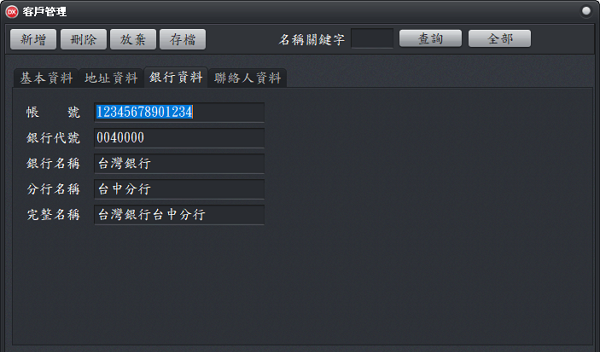 DX 客戶管理
新增 刪除 放棄 存檔 名稱關鍵字 查詢 全部
基本資料 地址資料 銀行資料 聯絡人資料
帳 號 12345678901234
銀行代號 0040000
銀行名稱 台灣銀行
分行名稱 台中分行
完整名稱 台灣銀行台中分行